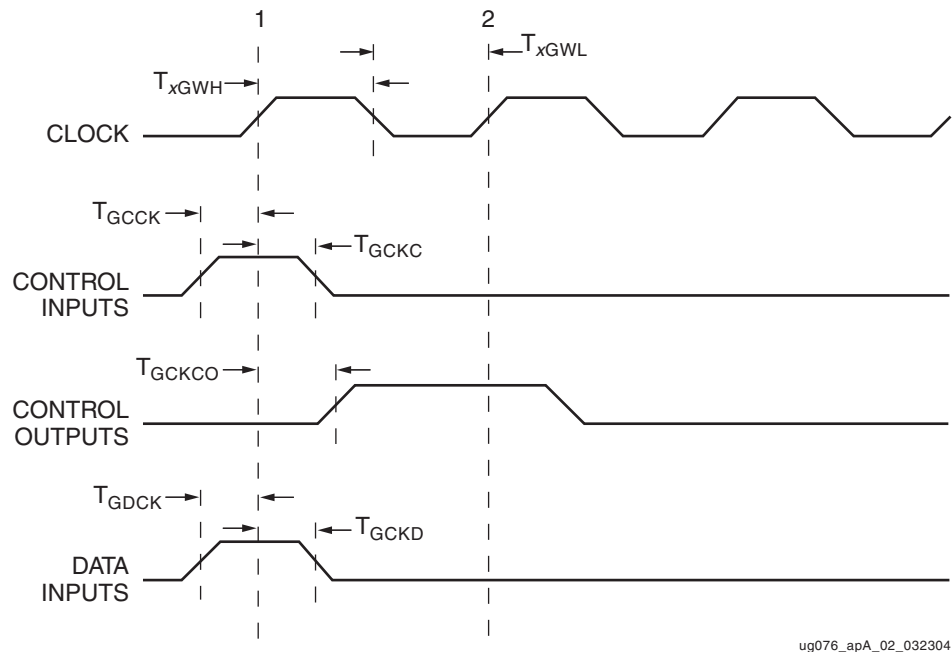 1
2
TxGWL
TxGWH
CLOCK
TGCCK
TGCKC
CONTROL
INPUTS
TGCKCO
CONTROL
OUTPUTS
TGDCK
TGCKD
DATA
INPUTS
ug076_apA_02_032304